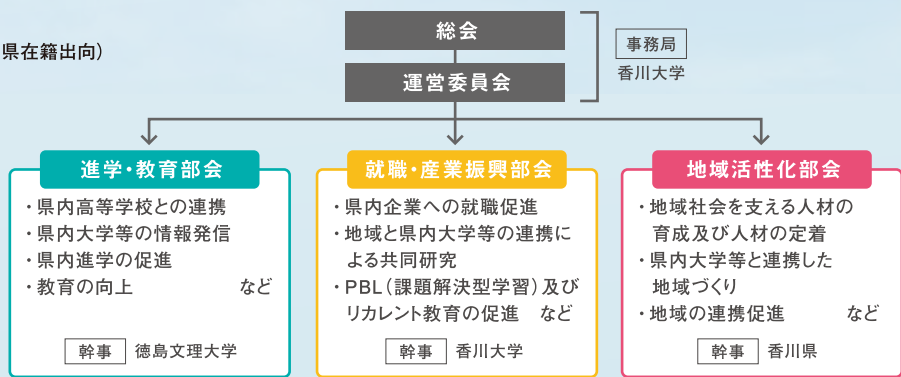 県在籍出向)
総会
運営委員会
事務局
香川大学
進学・教育部会
・県内高等学校との連携
・県内大学等の情報発信
・県内進学の促進
・教育の向上 など
幹事 徳島文理大学
就職・産業振興部会
・県内企業への就職促進
・地域と県内大学等の連携に
よる共同研究
・PBL(課題解決型学習)及び
リカレント教育の促進 など
幹事 香川大学
地域活性化部会
・地域社会を支える人材の
育成及び人材の定着
・県内大学等と連携した
地域づくり
・地域の連携促進 など
幹事 香川県